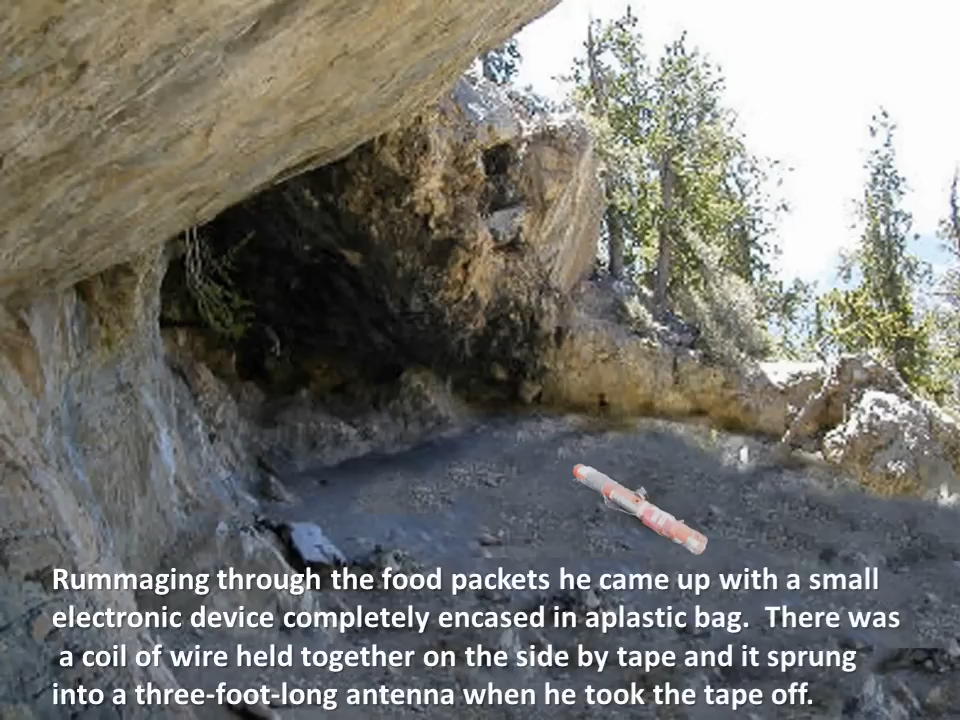 Rummaging through the food packets he came up with a small
electronic device completely encased in aplastic bag.  There was
a coil of wire held together on the side by tape and it sprung
into a three-foot-long antenna when he took the tape off.